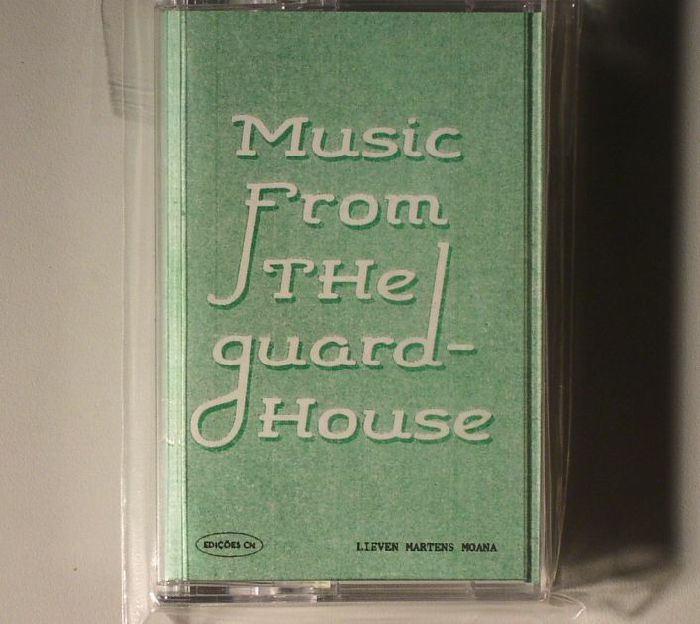 Music
From
THe
guard-
House
EDIÇÕES CN
LIEVEN MARTENS MOANA